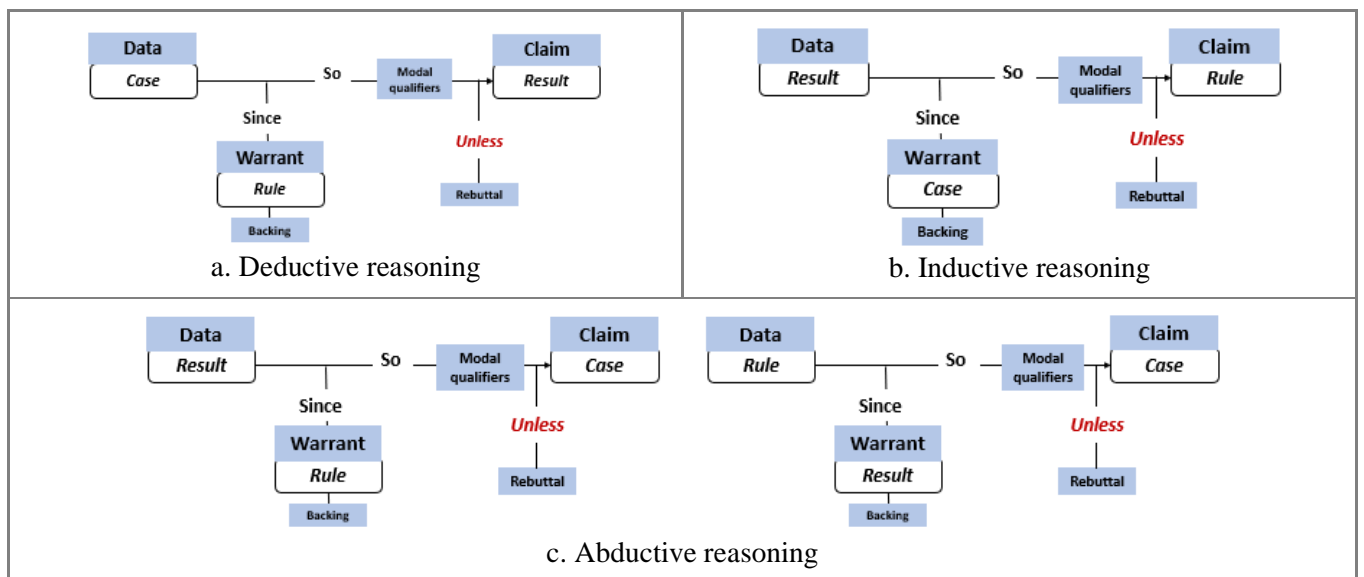 Data
Case
So
Modal
qualifiers
Claim
Result
Since
Warrant
Rule
Backing
Unless
Rebuttal
a. Deductive reasoning
Data
Result
So
Modal
qualifiers
Claim
Rule
Since
Warrant
Case
Backing
Unless
Rebuttal
b. Inductive reasoning
Data
Result
So
Modal
qualifiers
Claim
Case
Since
Warrant
Rule
Backing
Unless
Rebuttal
Data
Rule
So
Modal
qualifiers
Claim
Case
Since
Warrant
Result
Backing
Unless
Rebuttal
c. Abductive reasoning